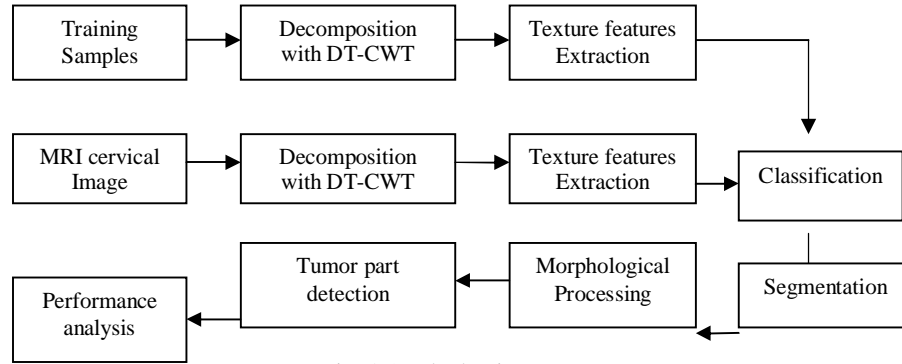 Training
Samples
Decomposition
with DT-CWT
Texture features
Extraction
MRI cervical
Image
Decomposition
with DT-CWT
Texture features
Extraction
Classification
Performance
analysis
Tumor part
detection
Morphological
Processing
Segmentation